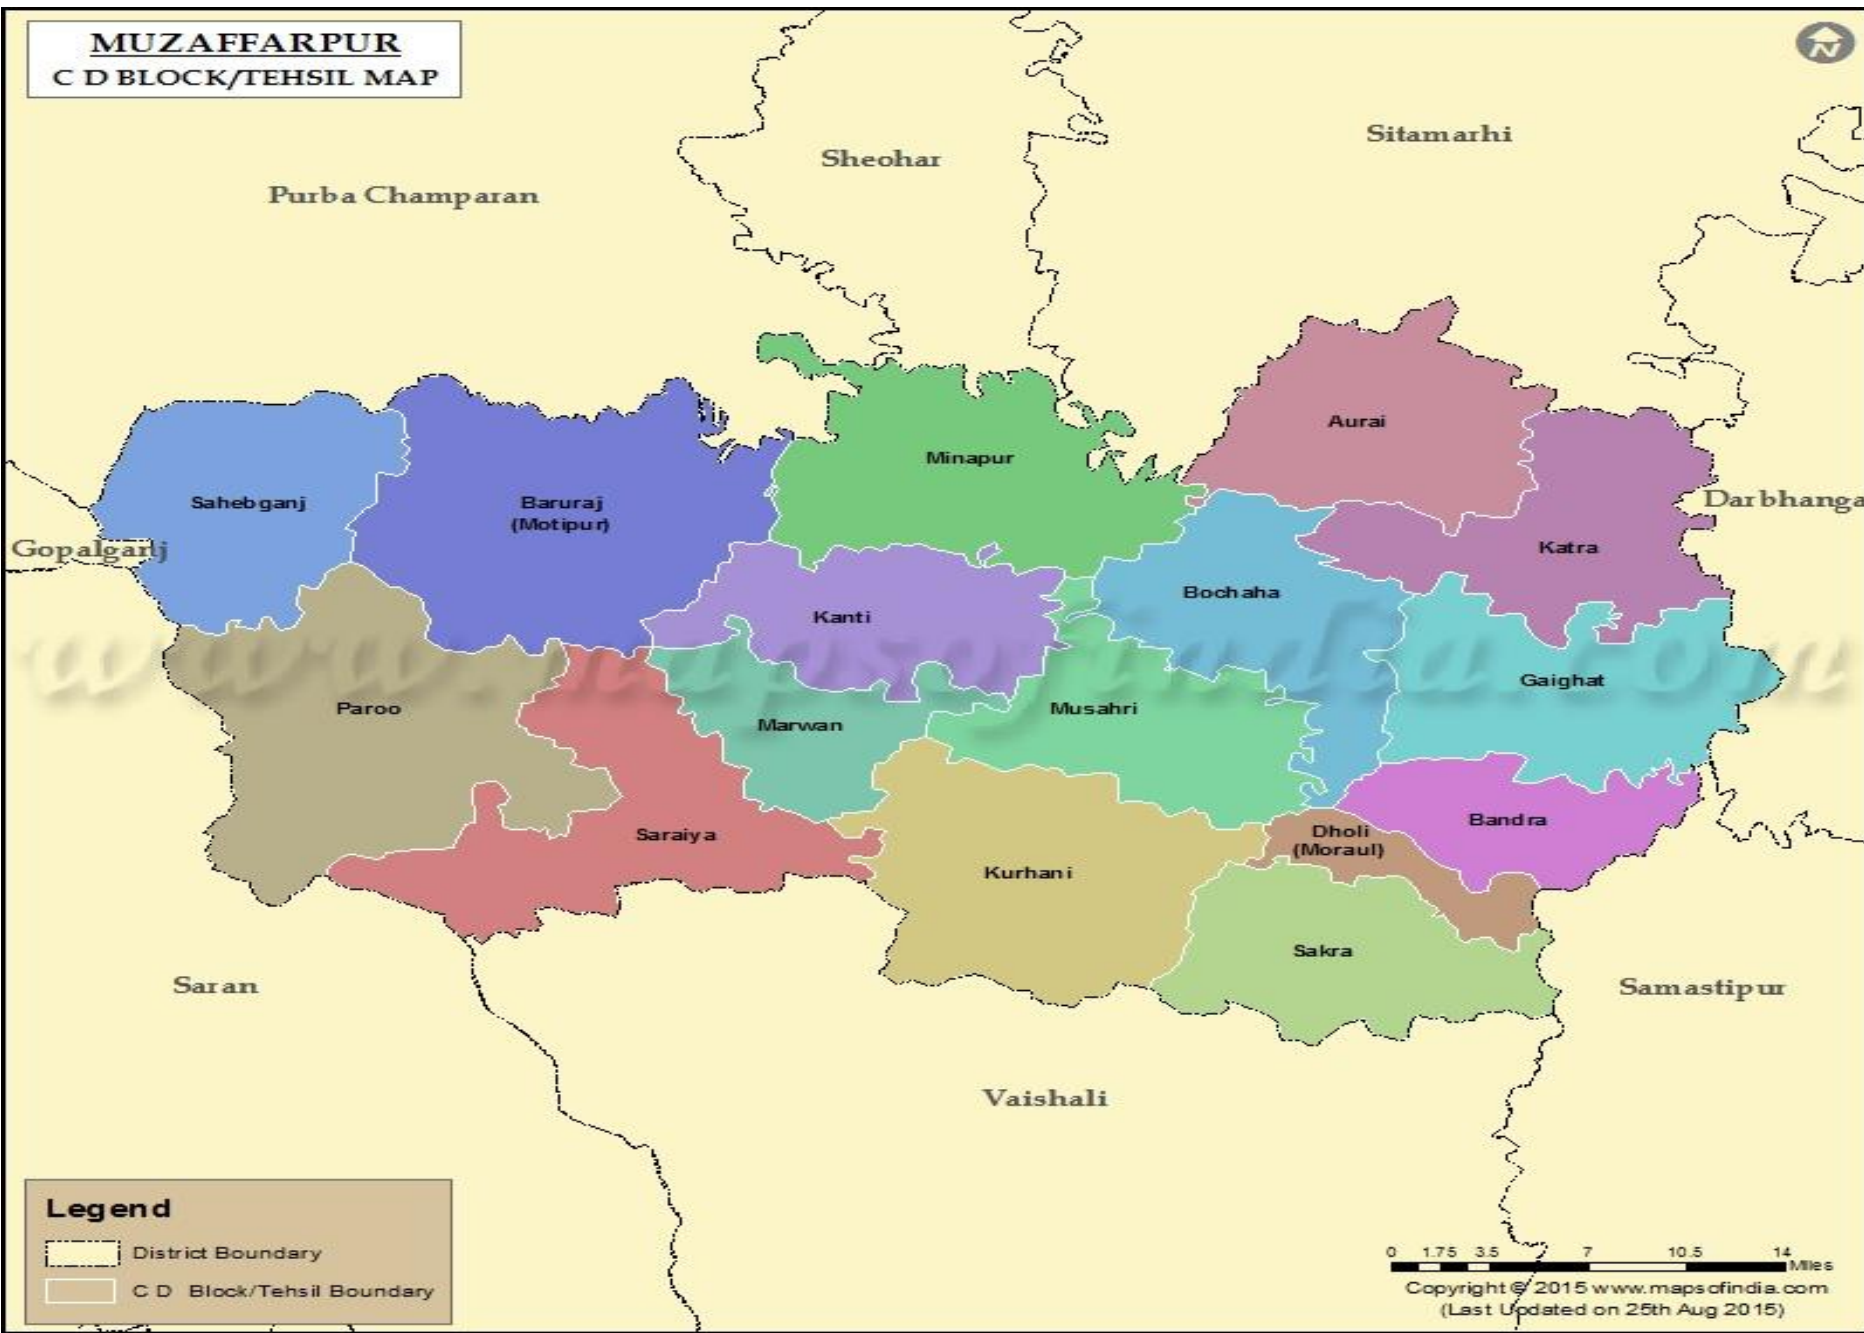 MUZAFFARPUR
C D BLOCK/TEHSIL MAP
N
Sitamarhi
Sheohar
Purba Champaran
Aurai
Minapur
Sahebganj
Baruraj
(Motipur)
Darbhanga
Gopalganj
Katra
Bochaha
Kanti
www.mapsofindia.com
Gaighat
Paroo
Musahri
Marwan
Saraiya
Bandra
Dholi
(Moraul)
Kurhani
Sakra
Saran
Samastipur
Vaishali
Legend
District Boundary
C D Block/Tehsil Boundary
0 1.75 3.5 7 10.5 14
Miles
Copyright © 2015 www.mapsofindia.com
(Last Updated on 25th Aug 2015)